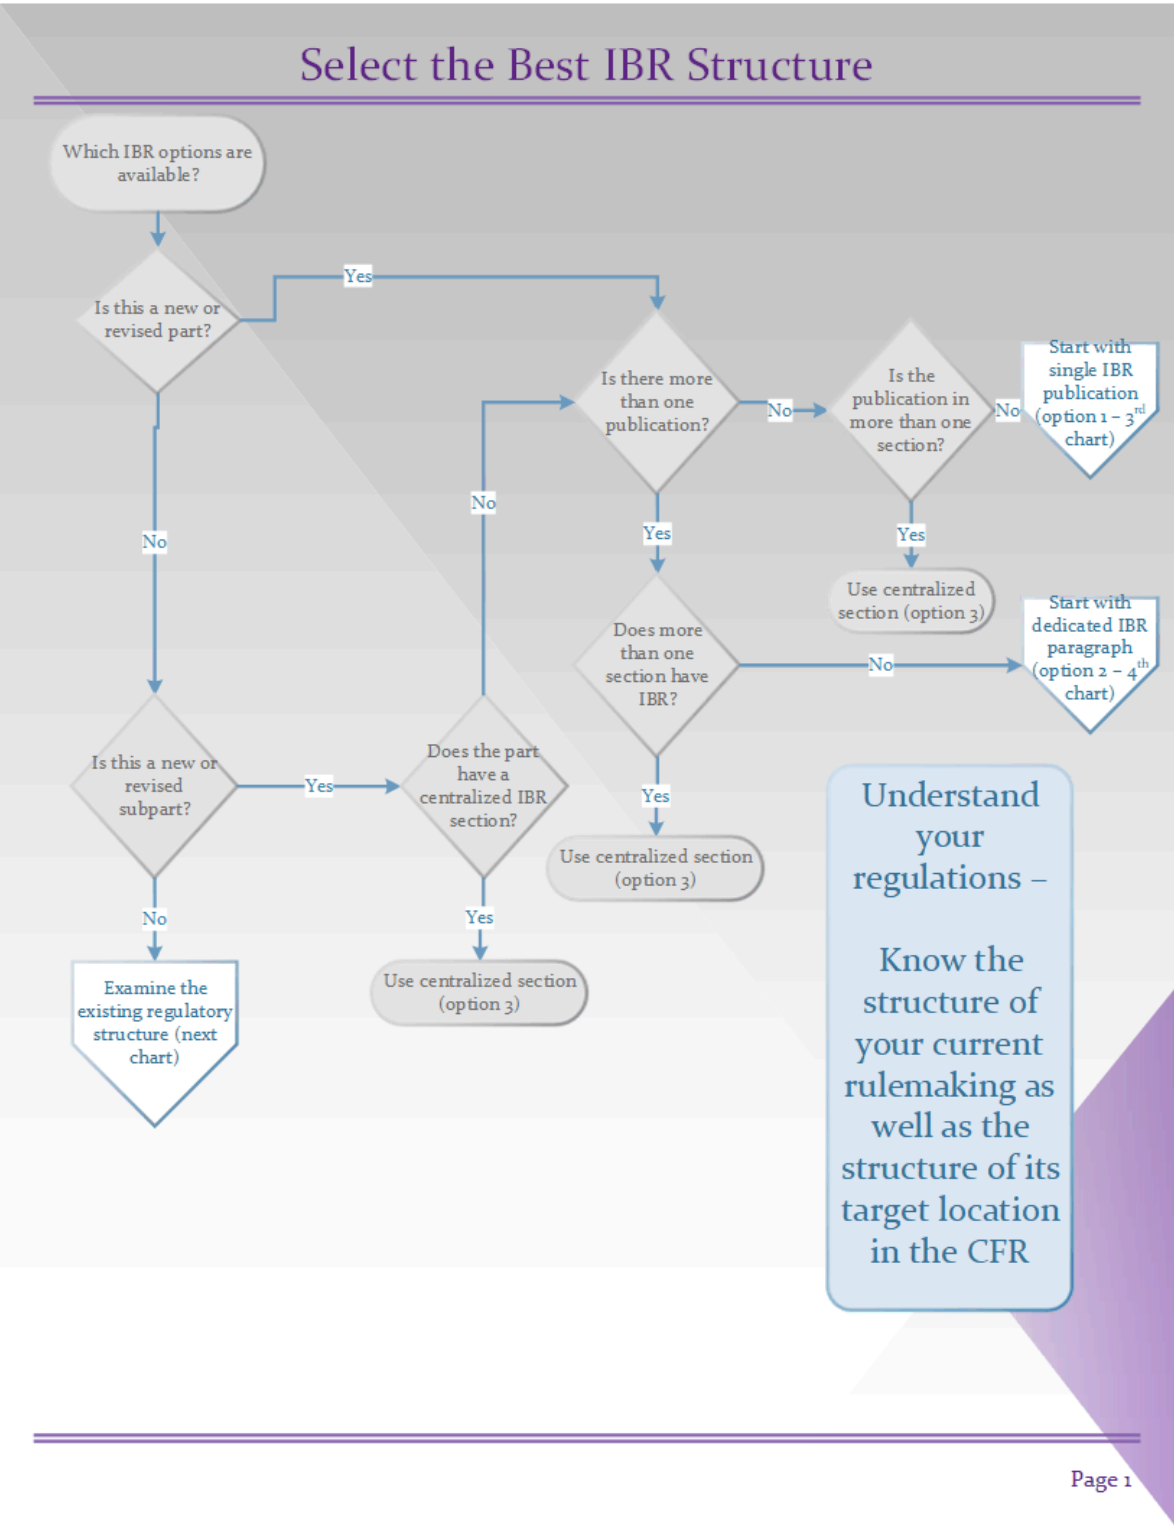 Select the Best IBR Structure
Which IBR options are
available?
Is this a new or
revised part?
Yes
Is there more
than one
publication?
No
Is the
publication in
more than one
section?
No
Start with
single IBR
publication
(option 1 – 3rd
chart)
No
No
Yes
Yes
Use centralized
section (option 3)
Does more
than one
section have
IBR?
No
Start with
dedicated IBR
paragraph
(option 2 – 4th
chart)
Is this a new or
revised
subpart?
Yes
Does the part
have a
centralized IBR
section?
Yes
Use centralized section
(option 3)
No
Yes
Examine the
existing regulatory
structure (next
chart)
Use centralized section
(option 3)
Understand
your
regulations –
Know the
structure of
your current
rulemaking as
well as the
structure of its
target location
in the CFR
Page 1